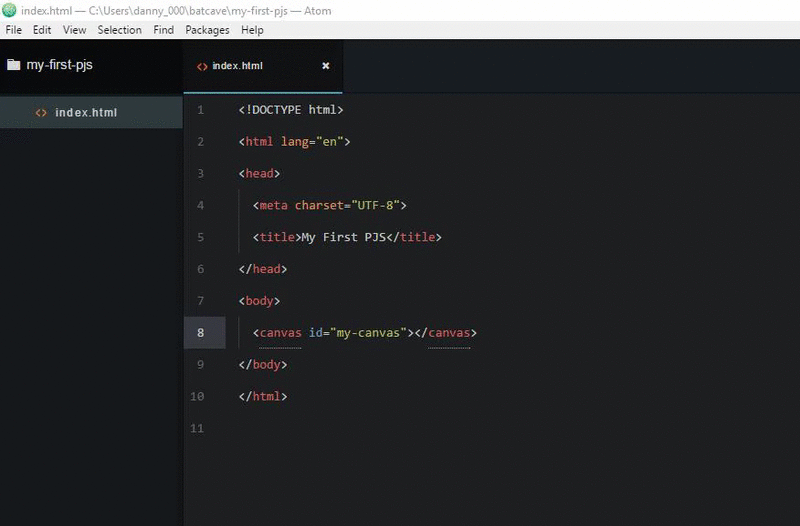 index.html — C:\Users\danny_000\batcave\my-first-pjs — Atom
File Edit View Selection Find Packages Help
my-first-pjs
index.html
index.html ×
1 <!DOCTYPE html>
2 <html lang="en">
3 <head>
4 <meta charset="UTF-8">
5 <title>My First PJS</title>
6 </head>
7 <body>
8 <canvas id="my-canvas"></canvas>
9 </body>
10 </html>
11